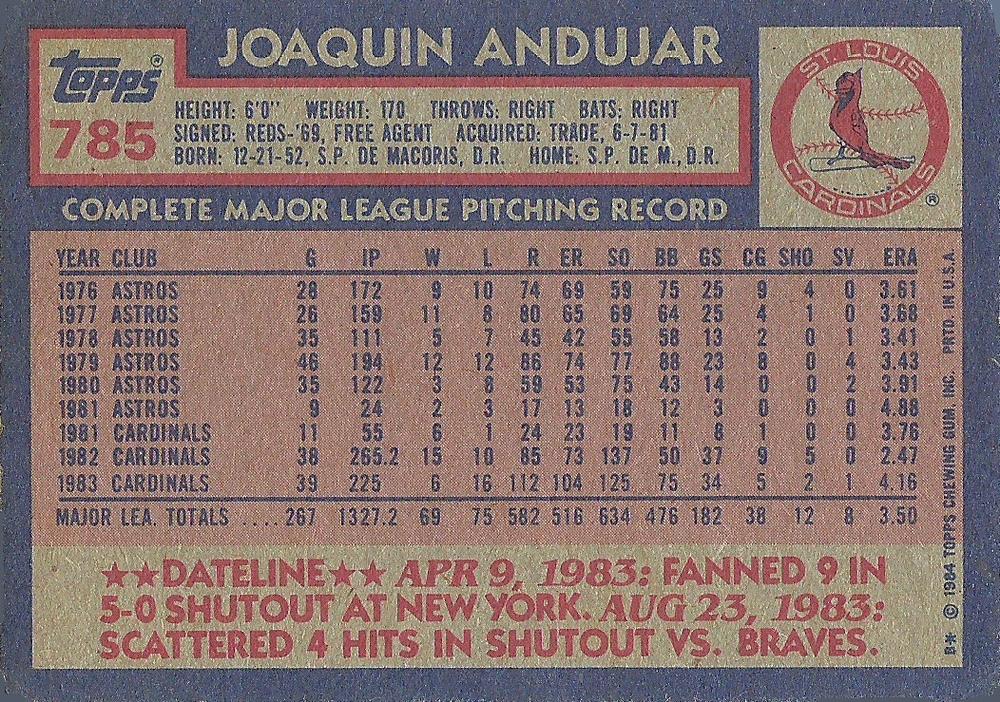 JOAQUIN ANDUJAR
Topps®
785
HEIGHT: 6'0" WEIGHT: 170 THROWS: RIGHT BATS: RIGHT
SIGNED: REDS-'69, FREE AGENT ACQUIRED: TRADE, 6-7-81
BORN: 12-21-52, S.P. DE MACORIS, D.R. HOME: S.P. DE M., D.R.
ST. LOUIS
CARDINALS ®
COMPLETE MAJOR LEAGUE PITCHING RECORD
YEAR CLUB G IP W L R ER SO BB GS CG SHO SV ERA
1976 ASTROS 28 172 9 10 74 69 59 75 25 9 4 0 3.61
1977 ASTROS 26 159 11 8 80 65 69 64 25 4 1 0 3.68
1978 ASTROS 35 111 5 7 45 42 55 58 13 2 0 1 3.41
1979 ASTROS 46 194 12 12 86 74 77 88 23 8 0 4 3.43
1980 ASTROS 35 122 3 8 59 53 75 43 14 0 0 2 3.91
1981 ASTROS 9 24 2 3 17 13 18 12 3 0 0 0 4.88
1981 CARDINALS 11 55 6 1 24 23 19 11 8 1 0 0 3.76
1982 CARDINALS 38 265.2 15 10 85 73 137 50 37 9 5 0 2.47
1983 CARDINALS 39 225 6 16 112 104 125 75 34 5 2 1 4.16
MAJOR LEA. TOTALS .... 267 1327.2 69 75 582 516 634 476 182 38 12 8 3.50
★★DATELINE★★ APR 9, 1983: FANNED 9 IN
5-0 SHUTOUT AT NEW YORK. AUG 23, 1983:
SCATTERED 4 HITS IN SHUTOUT VS. BRAVES.
B* © 1984 TOPPS CHEWING GUM, INC. PRTD. IN U.S.A.